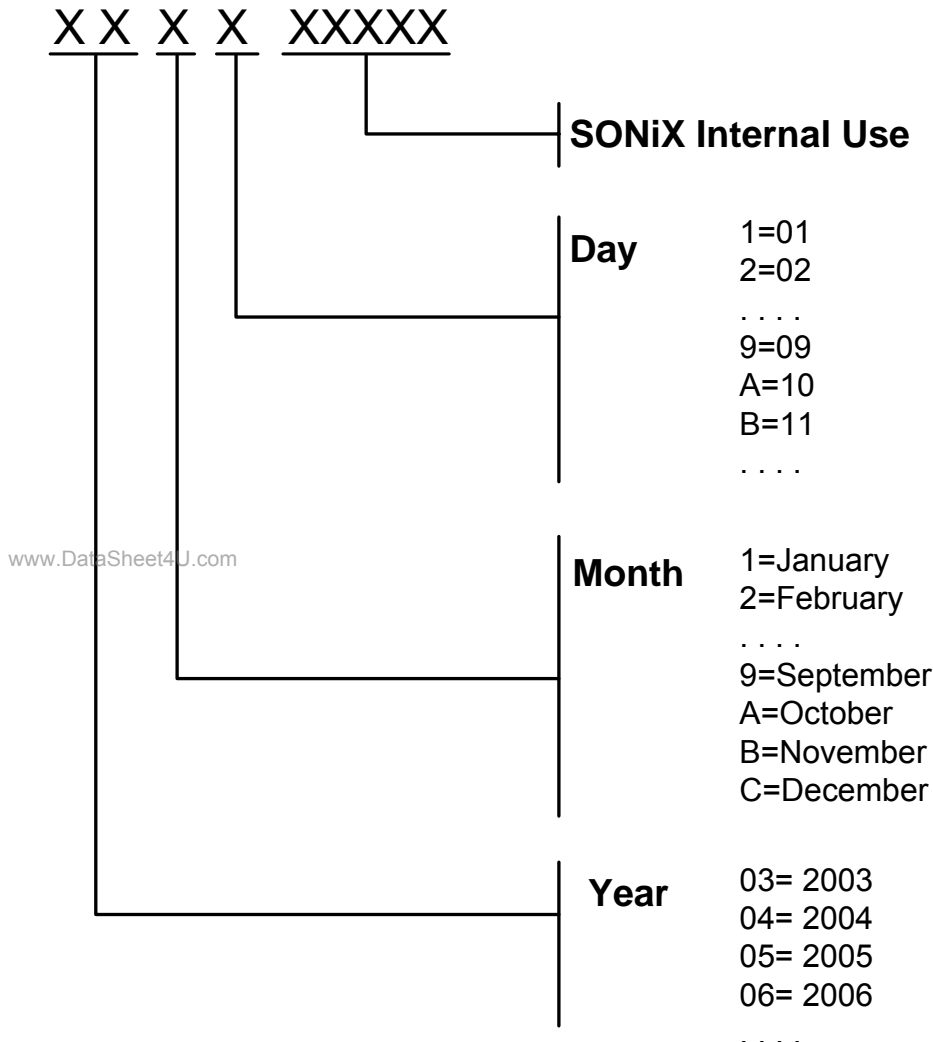 X X X X XXXXX
SONiX Internal Use
Day
1=01
2=02
. . . .
9=09
A=10
B=11
. . . .
www.DataSheet4U.com
Month
1=January
2=February
. . . .
9=September
A=October
B=November
C=December
Year
03= 2003
04= 2004
05= 2005
06= 2006
. . . .